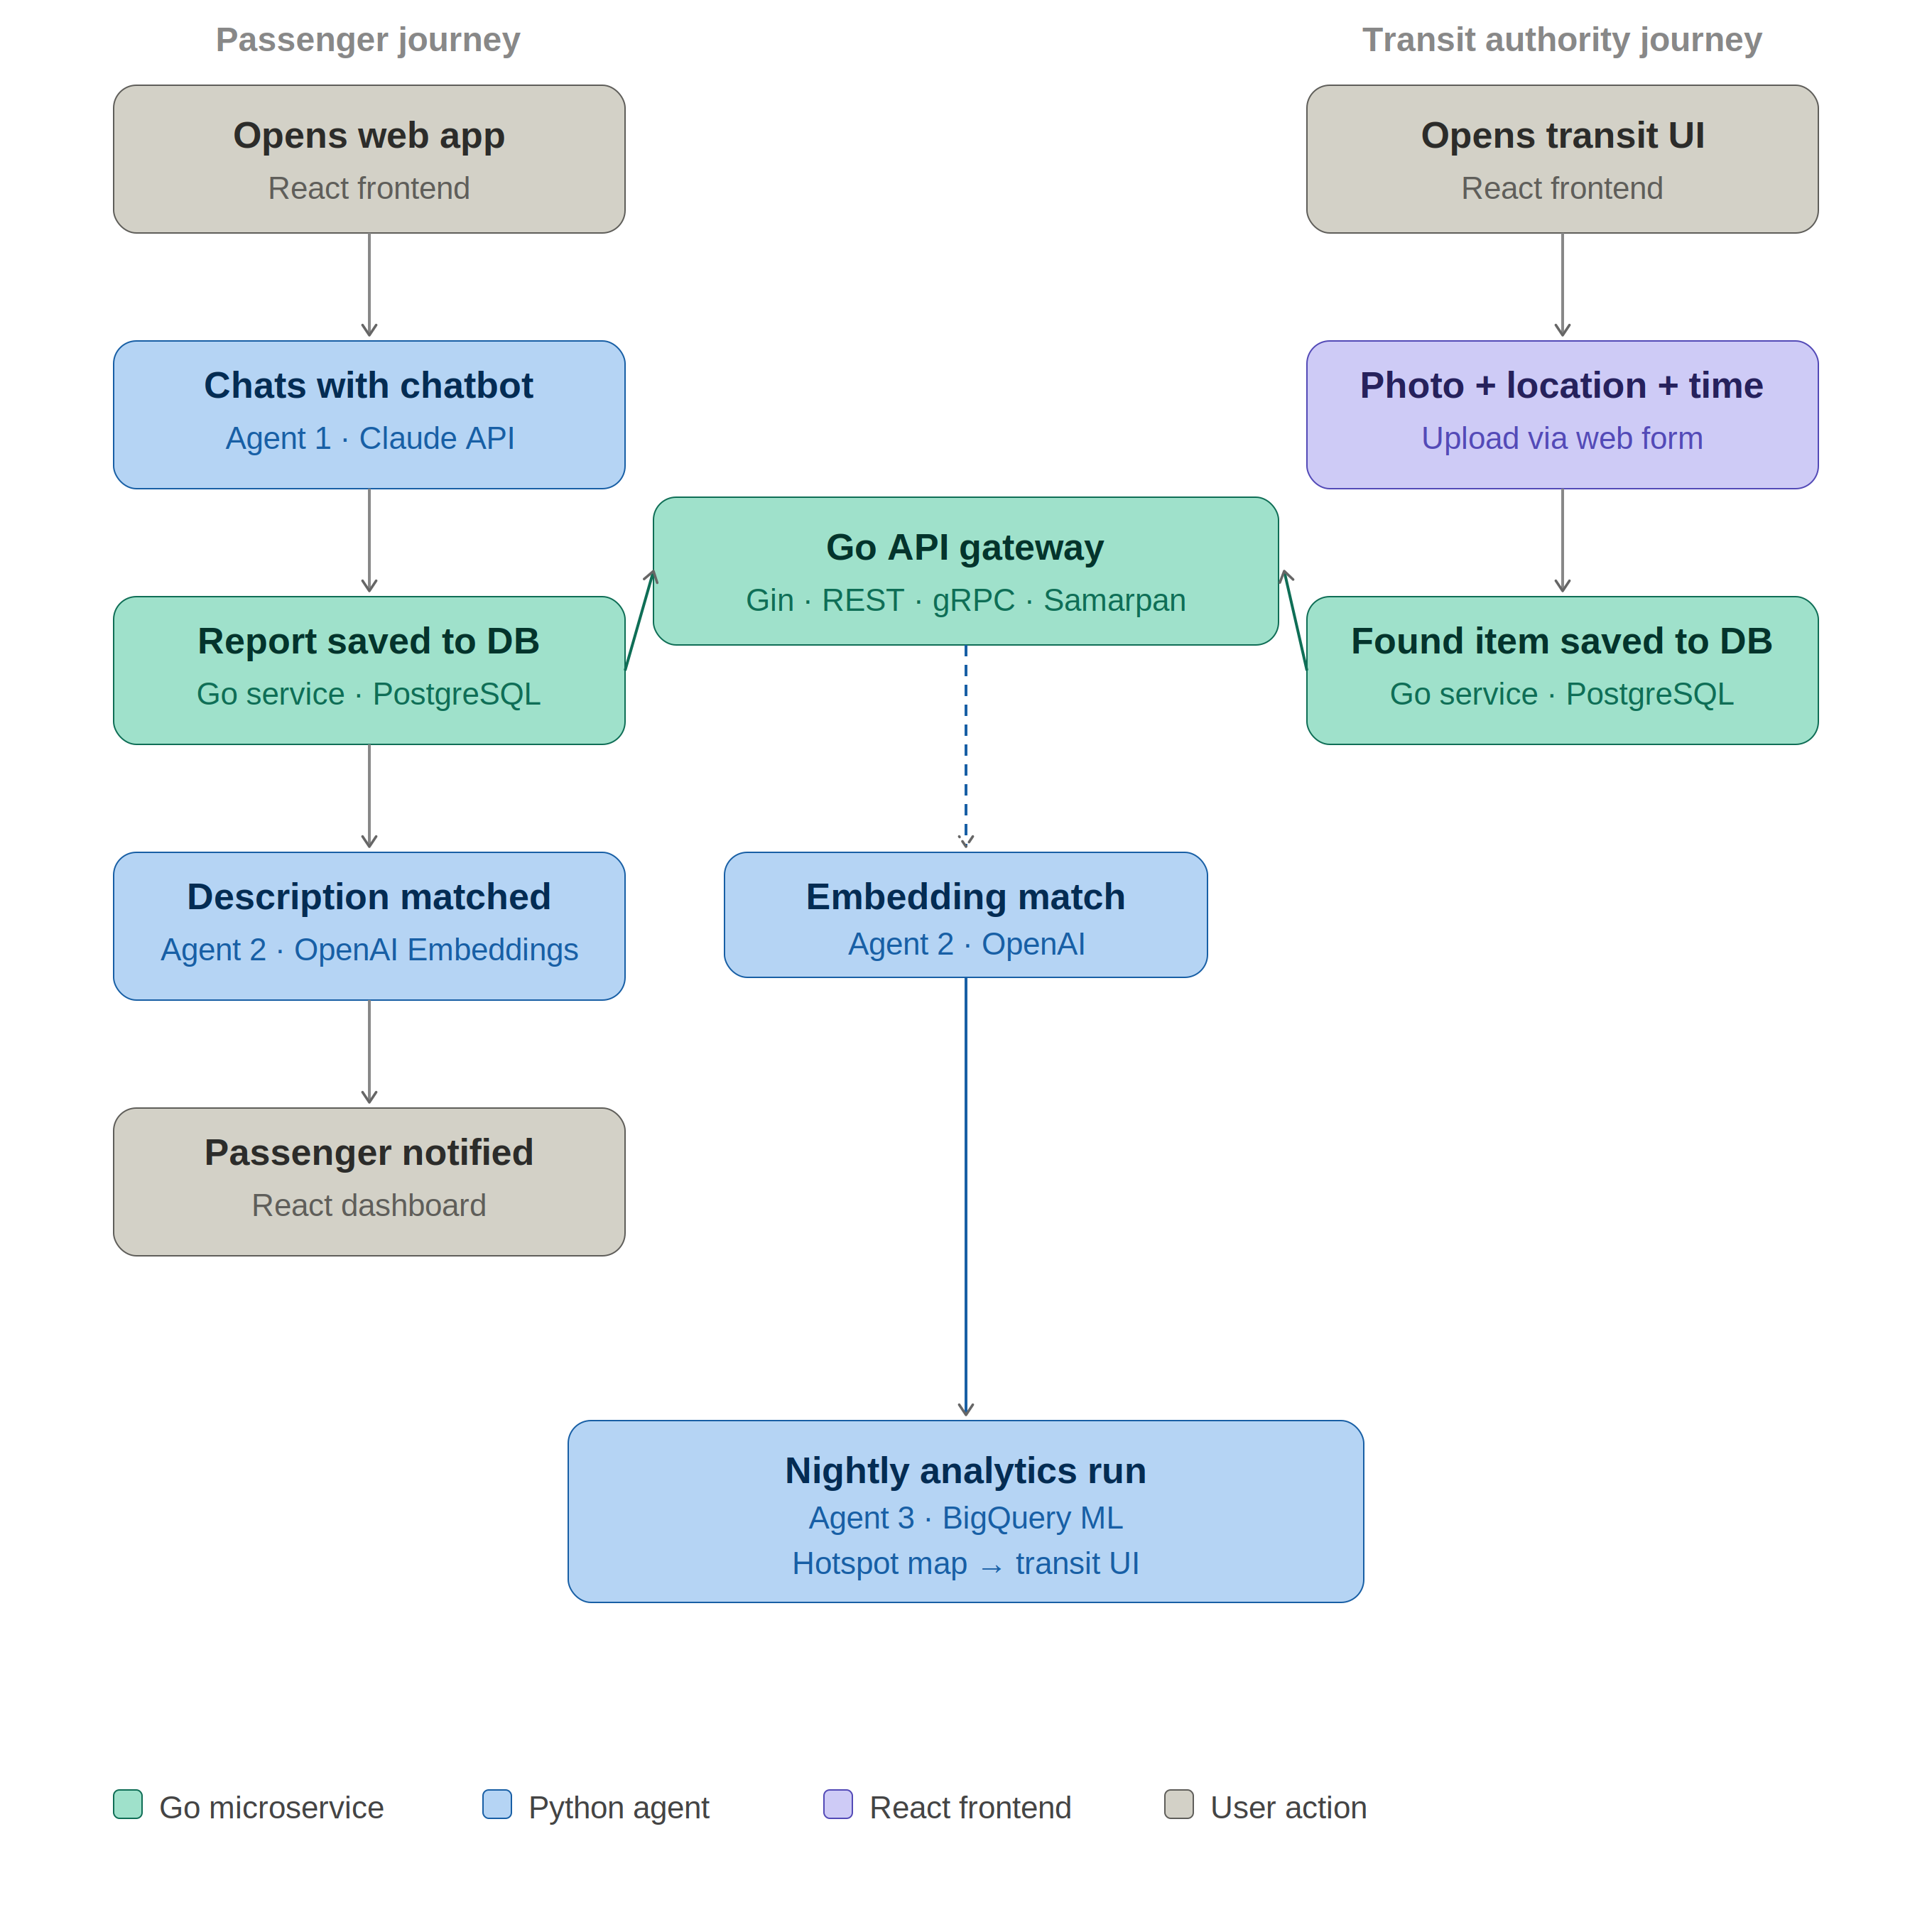 Passenger journey
Transit authority journey
Opens web app
React frontend
Opens transit UI
React frontend
Chats with chatbot
Agent 1 · Claude API
Photo + location + time
Upload via web form
Go API gateway
Gin · REST · gRPC · Samarpan
Report saved to DB
Go service · PostgreSQL
Found item saved to DB
Go service · PostgreSQL
Description matched
Agent 2 · OpenAI Embeddings
Embedding match
Agent 2 · OpenAI
Passenger notified
React dashboard
Nightly analytics run
Agent 3 · BigQuery ML
Hotspot map → transit UI
Go microservice
Python agent
React frontend
User action